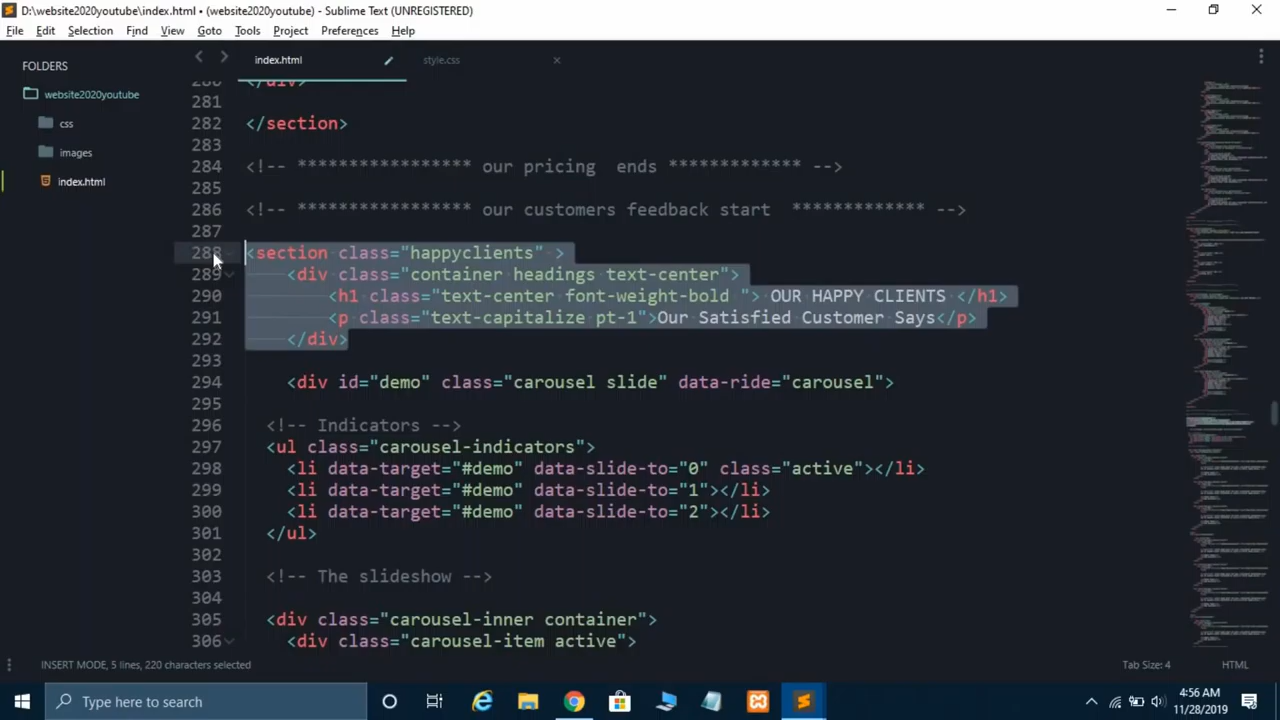 D:\website2020youtube\index.html • (website2020youtube) - Sublime Text (UNREGISTERED)
File Edit Selection Find View Goto Tools Project Preferences Help
FOLDERS
website2020youtube
css
images
index.html
index.html style.css
280 </div>
281
282 </section>
283
284 <!-- ***************** our pricing  ends ************* -->
285
286 <!-- ***************** our customers feedback start  ************* -->
287
288 <section class="happyclients" >
289 <div class="container headings text-center">
290 <h1 class="text-center font-weight-bold "> OUR HAPPY CLIENTS </h1>
291 <p class="text-capitalize pt-1">Our Satisfied Customer Says</p>
292 </div>
293
294 <div id="demo" class="carousel slide" data-ride="carousel">
295
296 <!-- Indicators -->
297 <ul class="carousel-indicators">
298 <li data-target="#demo" data-slide-to="0" class="active"></li>
299 <li data-target="#demo" data-slide-to="1"></li>
300 <li data-target="#demo" data-slide-to="2"></li>
301 </ul>
302
303 <!-- The slideshow -->
304
305 <div class="carousel-inner container">
306 <div class="carousel-item active">
INSERT MODE, 5 lines, 220 characters selected
Tab Size: 4 HTML
Type here to search
4:56 AM
11/28/2019